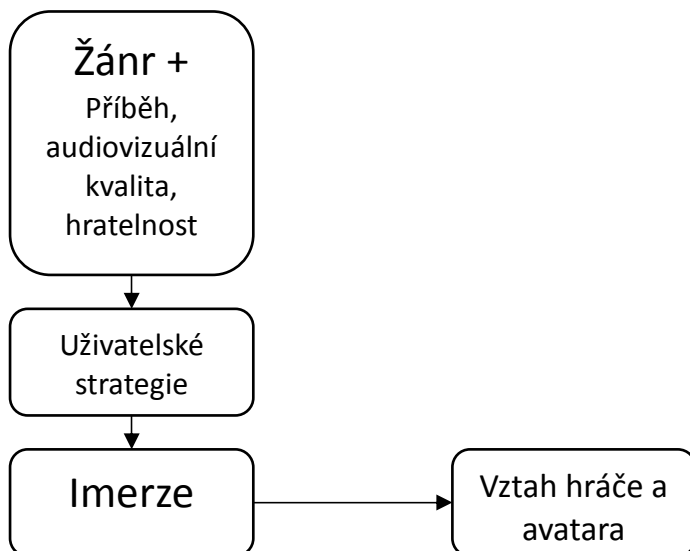 Žánr +
Příběh,
audiovizuální
kvalita,
hratelnost
Uživatelské
strategie
Imerze
Vztah hráče a
avatara